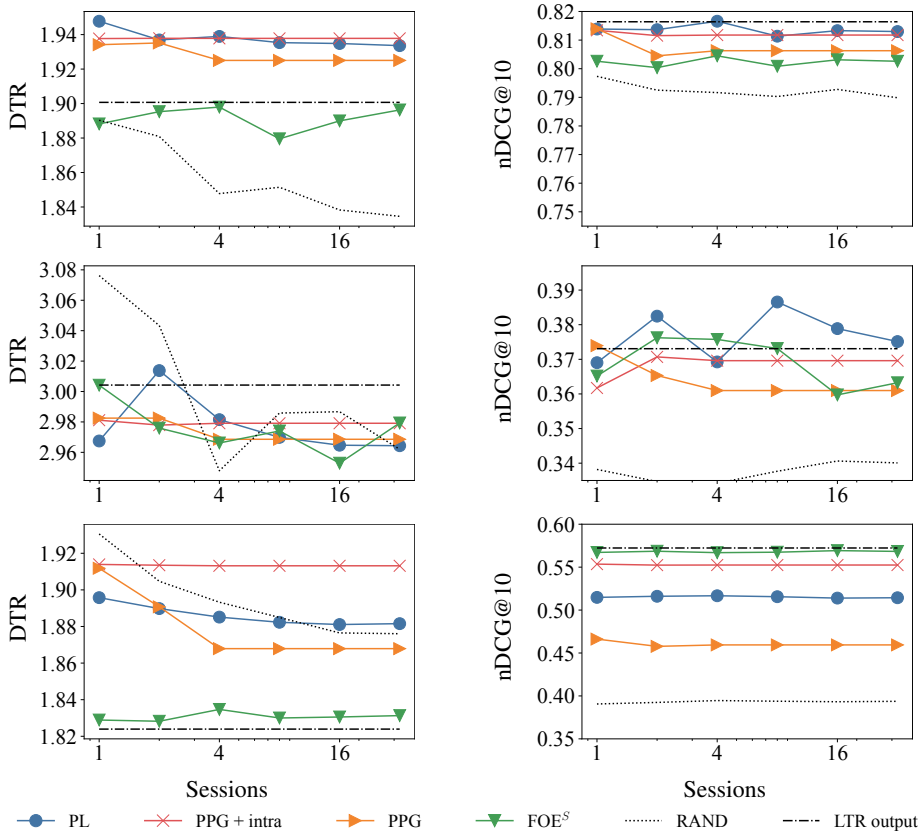 DTR
1.94
1.92
1.90
1.88
1.86
1.84
1 4 16
nDCG@10
0.82
0.81
0.80
0.79
0.78
0.77
0.76
0.75
1 4 16
DTR
3.08
3.06
3.04
3.02
3.00
2.98
2.96
1 4 16
nDCG@10
0.39
0.38
0.37
0.36
0.35
0.34
1 4 16
DTR
1.92
1.90
1.88
1.86
1.84
1.82
1 4 16
Sessions
nDCG@10
0.60
0.55
0.50
0.45
0.40
0.35
1 4 16
Sessions
PL PPG + intra PPG FOE^S RAND LTR output